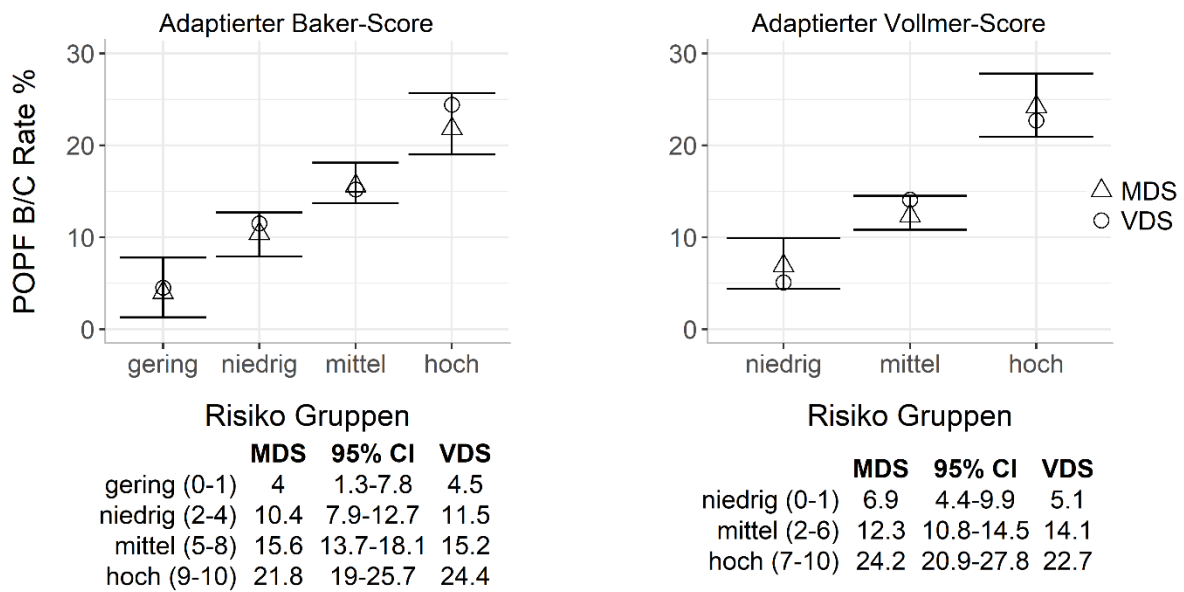 Adaptierter Baker-Score
POPF B/C Rate %
30
20
10
0
gering niedrig mittel hoch
Risiko Gruppen
MDS 95% CI VDS
gering (0-1) 4 1.3-7.8 4.5
niedrig (2-4) 10.4 7.9-12.7 11.5
mittel (5-8) 15.6 13.7-18.1 15.2
hoch (9-10) 21.8 19-25.7 24.4
Adaptierter Vollmer-Score
30
20
10
0
niedrig mittel hoch
MDS
VDS
Risiko Gruppen
MDS 95% CI VDS
niedrig (0-1) 6.9 4.4-9.9 5.1
mittel (2-6) 12.3 10.8-14.5 14.1
hoch (7-10) 24.2 20.9-27.8 22.7